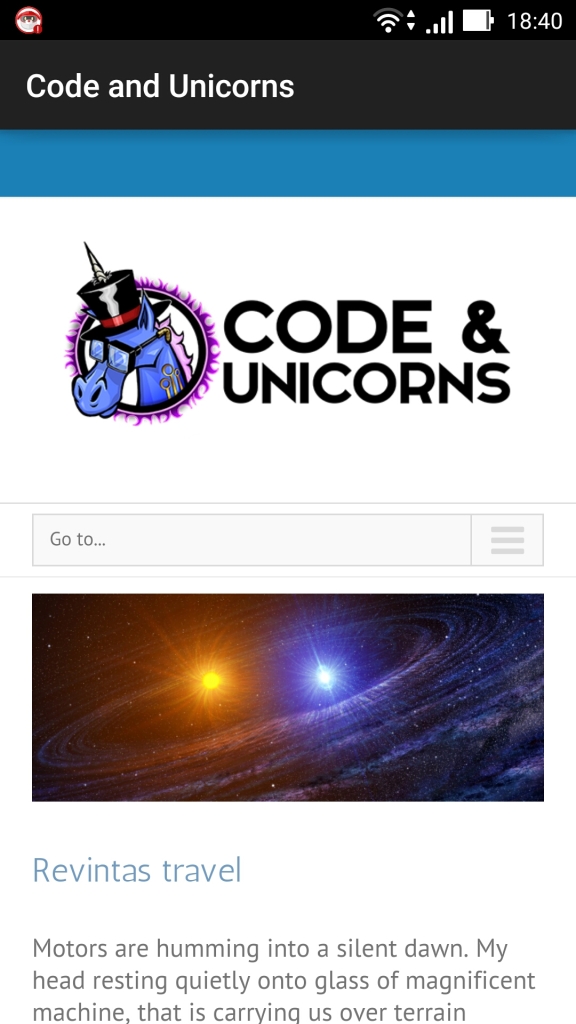 18:40
Code and Unicorns
CODE &
UNICORNS
Go to...
Revintas travel
Motors are humming into a silent dawn. My
head resting quietly onto glass of magnificent
machine, that is carrying us over terrain